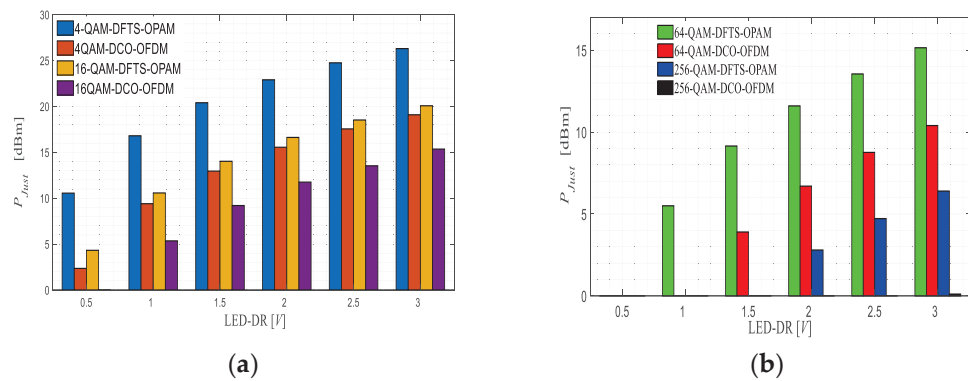 4-QAM-DFTS-OPAM
4QAM-DCO-OFDM
16-QAM-DFTS-OPAM
16QAM-DCO-OFDM
P_Just [dBm]
30
25
20
15
10
5
0
0.5 1 1.5 2 2.5 3
LED-DR [V]
(a)
64-QAM-DFTS-OPAM
64-QAM-DCO-OFDM
256-QAM-DFTS-OPAM
256-QAM-DCO-OFDM
P_Just [dBm]
15
10
5
0
0.5 1 1.5 2 2.5 3
LED-DR [V]
(b)